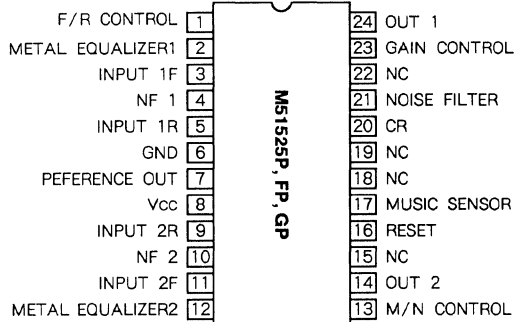 F/R CONTROL 1
METAL EQUALIZER1 2
INPUT 1F 3
NF 1 4
INPUT 1R 5
GND 6
PEFERENCE OUT 7
Vcc 8
INPUT 2R 9
NF 2 10
INPUT 2F 11
METAL EQUALIZER2 12
M51525P, FP, GP
24 OUT 1
23 GAIN CONTROL
22 NC
21 NOISE FILTER
20 CR
19 NC
18 NC
17 MUSIC SENSOR
16 RESET
15 NC
14 OUT 2
13 M/N CONTROL